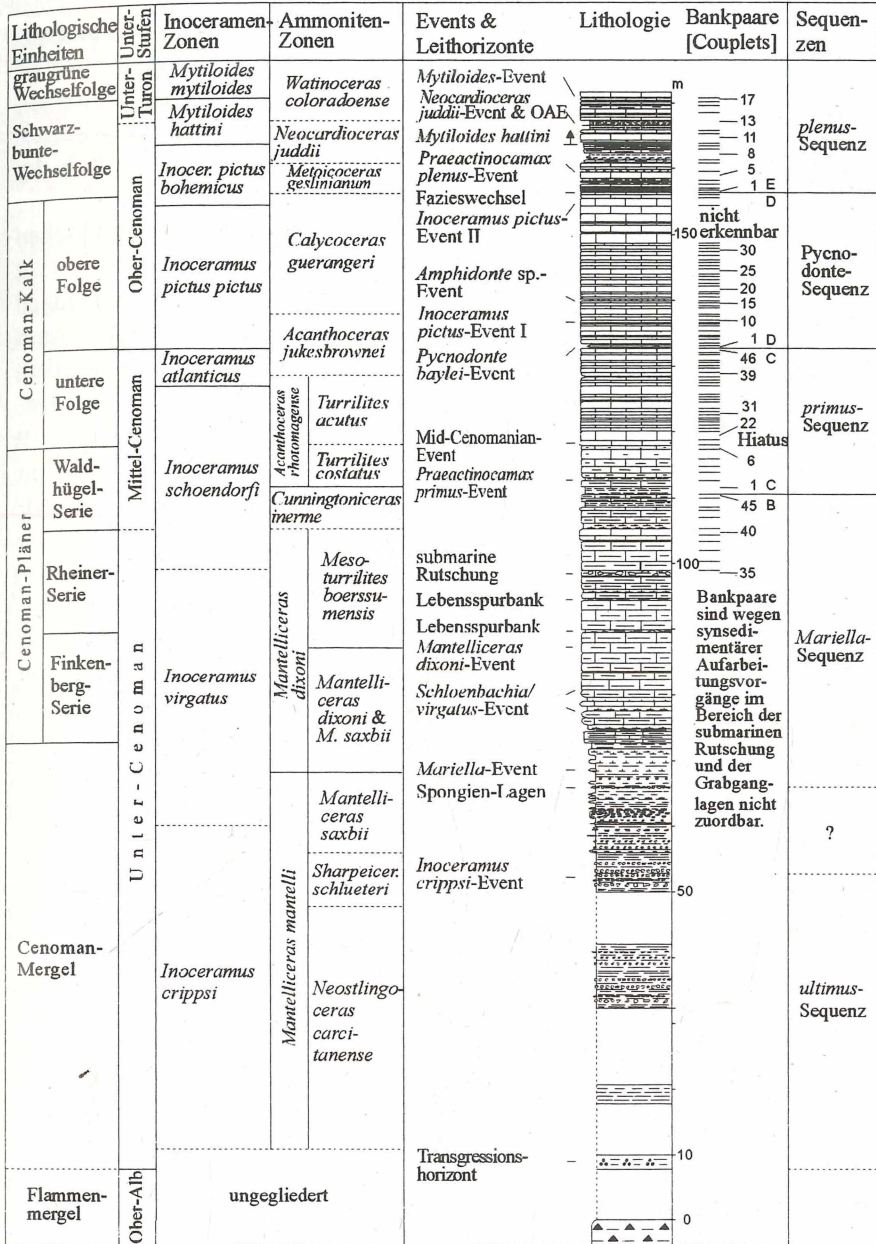 Lithologische
Einheiten
Unter-
Stufen
Inoceramen-
Zonen
Ammoniten-
Zonen
Events &
Leithorizonte
Lithologie
Bankpaare
[Couplets]
Sequen-
zen
graugrüne
Wechselfolge
Schwarz-
bunte-
Wechselfolge
Cenoman-Kalk
obere
Folge
untere
Folge
Cenoman-Pläner
Wald-
hügel-
Serie
Rheiner-
Serie
Finken-
berg-
Serie
Cenoman-
Mergel
Flammen-
mergel
Unter-
Turon
Ober-Cenoman
Mittel-Cenoman
Unter-Cenoman
Ober-Alb
Mytiloides
mytiloides
Mytiloides
hattini
Inocer. pictus
bohemicus
Inoceramus
pictus pictus
Inoceramus
atlanticus
Inoceramus
schoendorfi
Inoceramus
virgatus
Inoceramus
crippsi
ungegliedert
Watinoceras
coloradoense
Neocardioceras
juddii
Metoicoceras
geslinianum
Calycoceras
guerangeri
Acanthoceras
jukesbrownei
Acanthoceras
rhotomagense
Turrilites
acutus
Turrilites
costatus
Cunningtoniceras
inerme
Mantelliceras
dixoni
Meso-
turrilites
boerssu-
mensis
Mantelli-
ceras
dixoni &
M. saxbii
Mantelliceras mantelli
Mantelli-
ceras
saxbii
Sharpeicer.
schlueteri
Neostlingo-
ceras
carci-
tanense
Mytiloides-Event
Neocardioceras
juddii-Event & OAE
Mytiloides hattini
Praeactinocamax
plenus-Event
Fazieswechsel
Inoceramus pictus-
Event II
Amphidonte sp.-
Event
Inoceramus
pictus-Event I
Pycnodonte
baylei-Event
Mid-Cenomanian-
Event
Praeactinocamax
primus-Event
submarine
Rutschung
Lebensspurbank
Lebensspurbank
Mantelliceras
dixoni-Event
Schloenbachia/
virgatus-Event
Mariella-Event
Spongien-Lagen
Inoceramus
crippsi-Event
Transgressions-
horizont
m
150
100
50
10
0
17
13
11
8
5
1 E
D
nicht
erkennbar
30
25
20
15
10
1 D
46 C
39
31
22
Hiatus
6
1 C
45 B
40
35
Bankpaare
sind wegen
synsedi-
mentärer
Aufarbei-
tungsvor-
gänge im
Bereich der
submarinen
Rutschung
und der
Grabgang-
lagen nicht
zuordbar.
plenus-
Sequenz
Pycno-
donte-
Sequenz
primus-
Sequenz
Mariella-
Sequenz
?
ultimus-
Sequenz